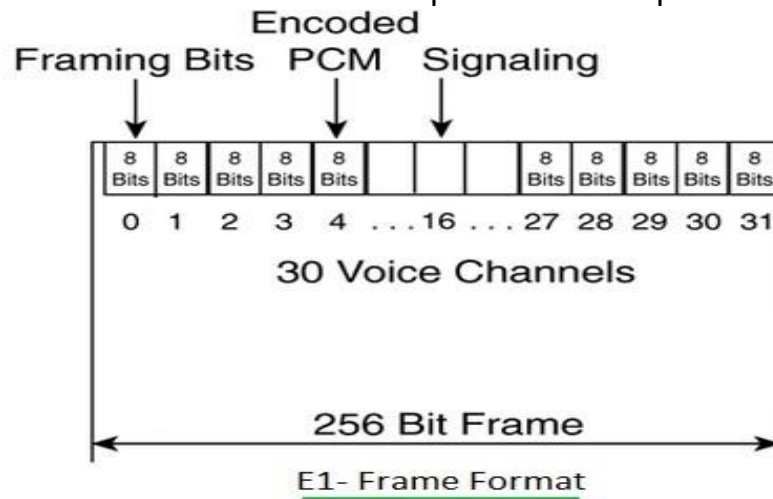 Encoded
Framing Bits PCM Signaling
8 8 8 8 8 8 8 8 8 8
Bits Bits Bits Bits Bits Bits Bits Bits Bits Bits
0 1 2 3 4 ...16 ...27 28 29 30 31
30 Voice Channels
256 Bit Frame
E1- Frame Format